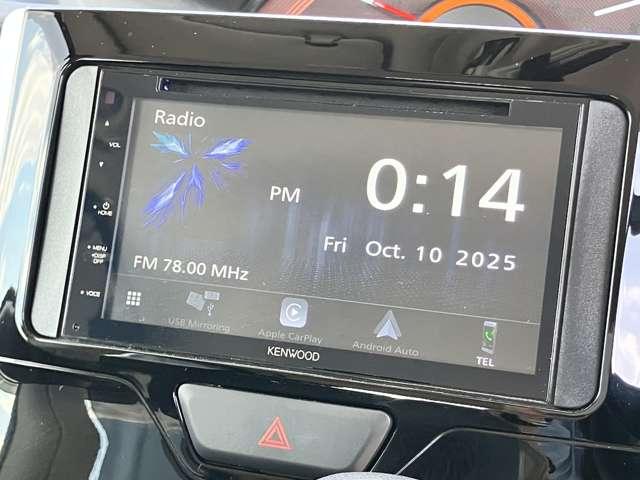 Radio
PM 0:14
Fri Oct. 10 2025
FM 78.00 MHz
VOL
HOME
MENU
DISP OFF
VOICE
USB Mirroring
Apple CarPlay
Android Auto
TEL
KENWOOD